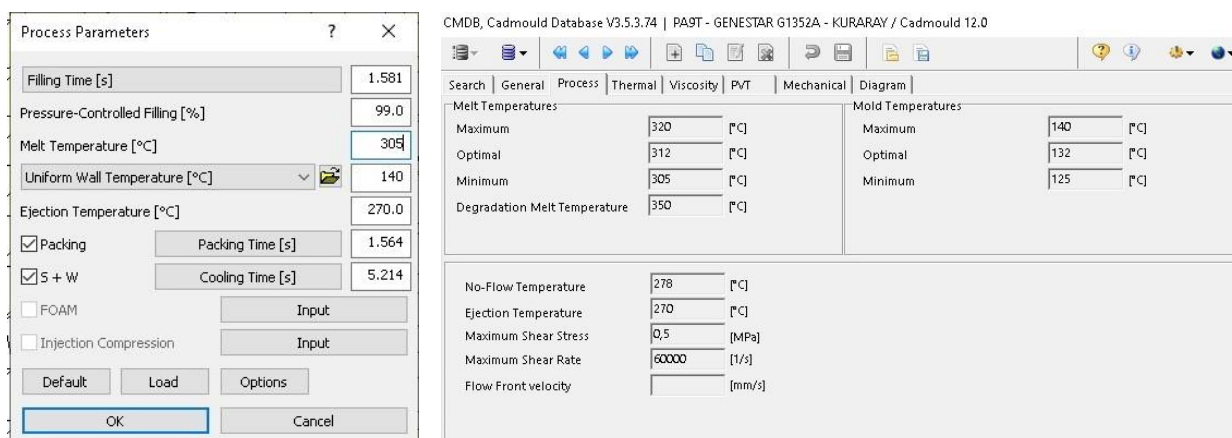 Process Parameters ? ×
Filling Time [s] 1.581
Pressure-Controlled Filling [%] 99.0
Melt Temperature [°C] 305
Uniform Wall Temperature [°C] 140
Ejection Temperature [°C] 270.0
Packing Packing Time [s] 1.564
S + W Cooling Time [s] 5.214
FOAM Input
Injection Compression Input
Default Load Options
OK Cancel
CMDB, Cadmould Database V3.5.3.74 | PA9T - GENESTAR G1352A - KURARAY / Cadmould 12.0
Search General Process Thermal Viscosity PVT Mechanical Diagram
Melt Temperatures
Maximum 320 [°C]
Optimal 312 [°C]
Minimum 305 [°C]
Degradation Melt Temperature 350 [°C]
Mold Temperatures
Maximum 140 [°C]
Optimal 132 [°C]
Minimum 125 [°C]
No-Flow Temperature 278 [°C]
Ejection Temperature 270 [°C]
Maximum Shear Stress 0,5 [MPa]
Maximum Shear Rate 60000 [1/s]
Flow Front velocity [mm/s]